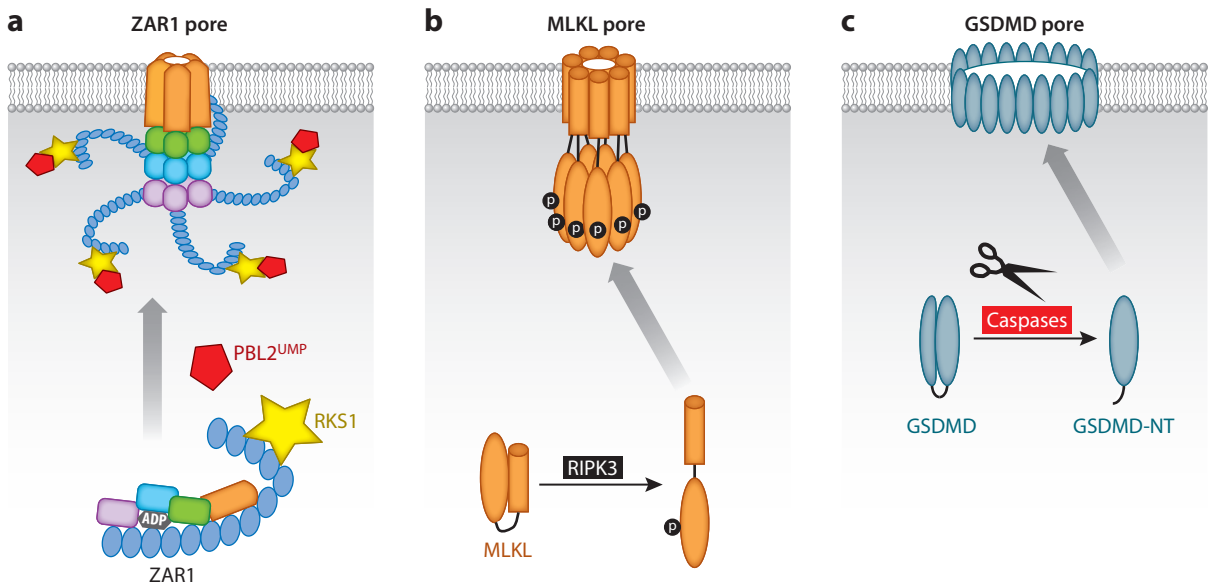 a
ZAR1 pore
PBL2ᵁᴹᴾ
RKS1
ADP
ZAR1
b
MLKL pore
p
p
p
p
p
p
RIPK3
p
MLKL
c
GSDMD pore
Caspases
GSDMD
GSDMD-NT